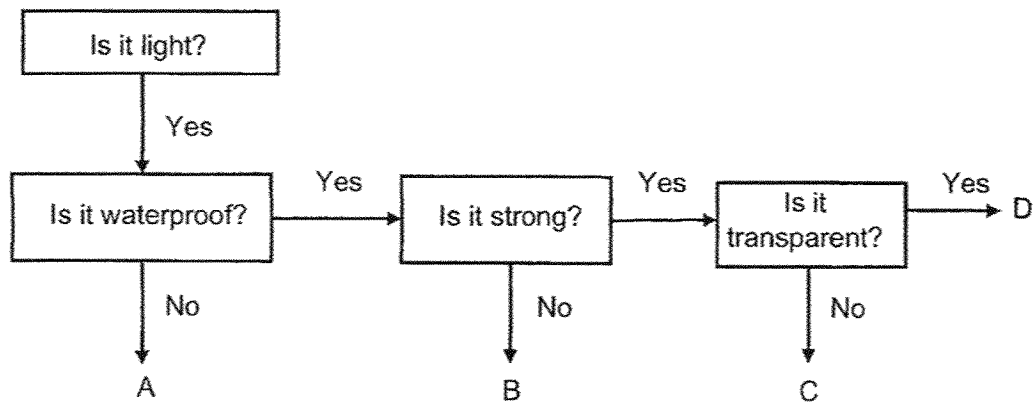 Is it light?
Yes
Is it waterproof?
Yes
Is it strong?
Yes
Is it
transparent?
Yes
D
No
No
No
A
B
C